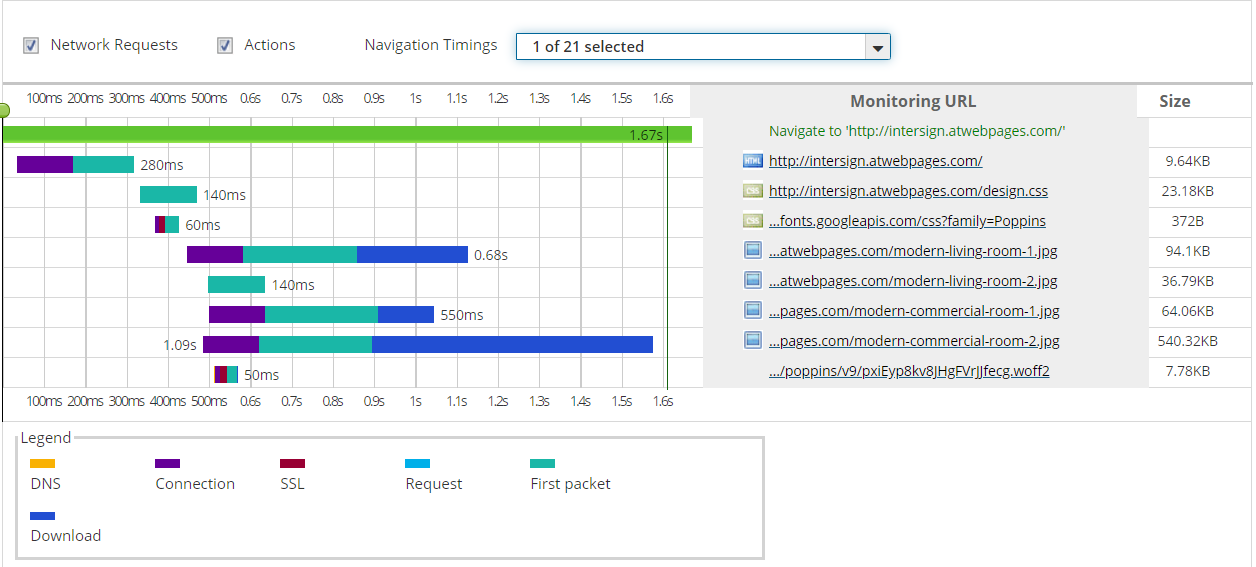 Network Requests Actions Navigation Timings 1 of 21 selected
100ms 200ms 300ms 400ms 500ms 0.6s 0.7s 0.8s 0.9s 1s 1.1s 1.2s 1.3s 1.4s 1.5s 1.6s Monitoring URL Size
1.67s Navigate to 'http://intersign.atwebpages.com/'
280ms HTML http://intersign.atwebpages.com/ 9.64KB
140ms CSS http://intersign.atwebpages.com/design.css 23.18KB
60ms CSS ...fonts.googleapis.com/css?family=Poppins 372B
0.68s ...atwebpages.com/modern-living-room-1.jpg 94.1KB
140ms ...atwebpages.com/modern-living-room-2.jpg 36.79KB
550ms ...pages.com/modern-commercial-room-1.jpg 64.06KB
1.09s ...pages.com/modern-commercial-room-2.jpg 540.32KB
50ms .../poppins/v9/pxiEyp8kv8JHgFVrJJfecg.woff2 7.78KB
100ms 200ms 300ms 400ms 500ms 0.6s 0.7s 0.8s 0.9s 1s 1.1s 1.2s 1.3s 1.4s 1.5s 1.6s
Legend
DNS Connection SSL Request First packet
Download